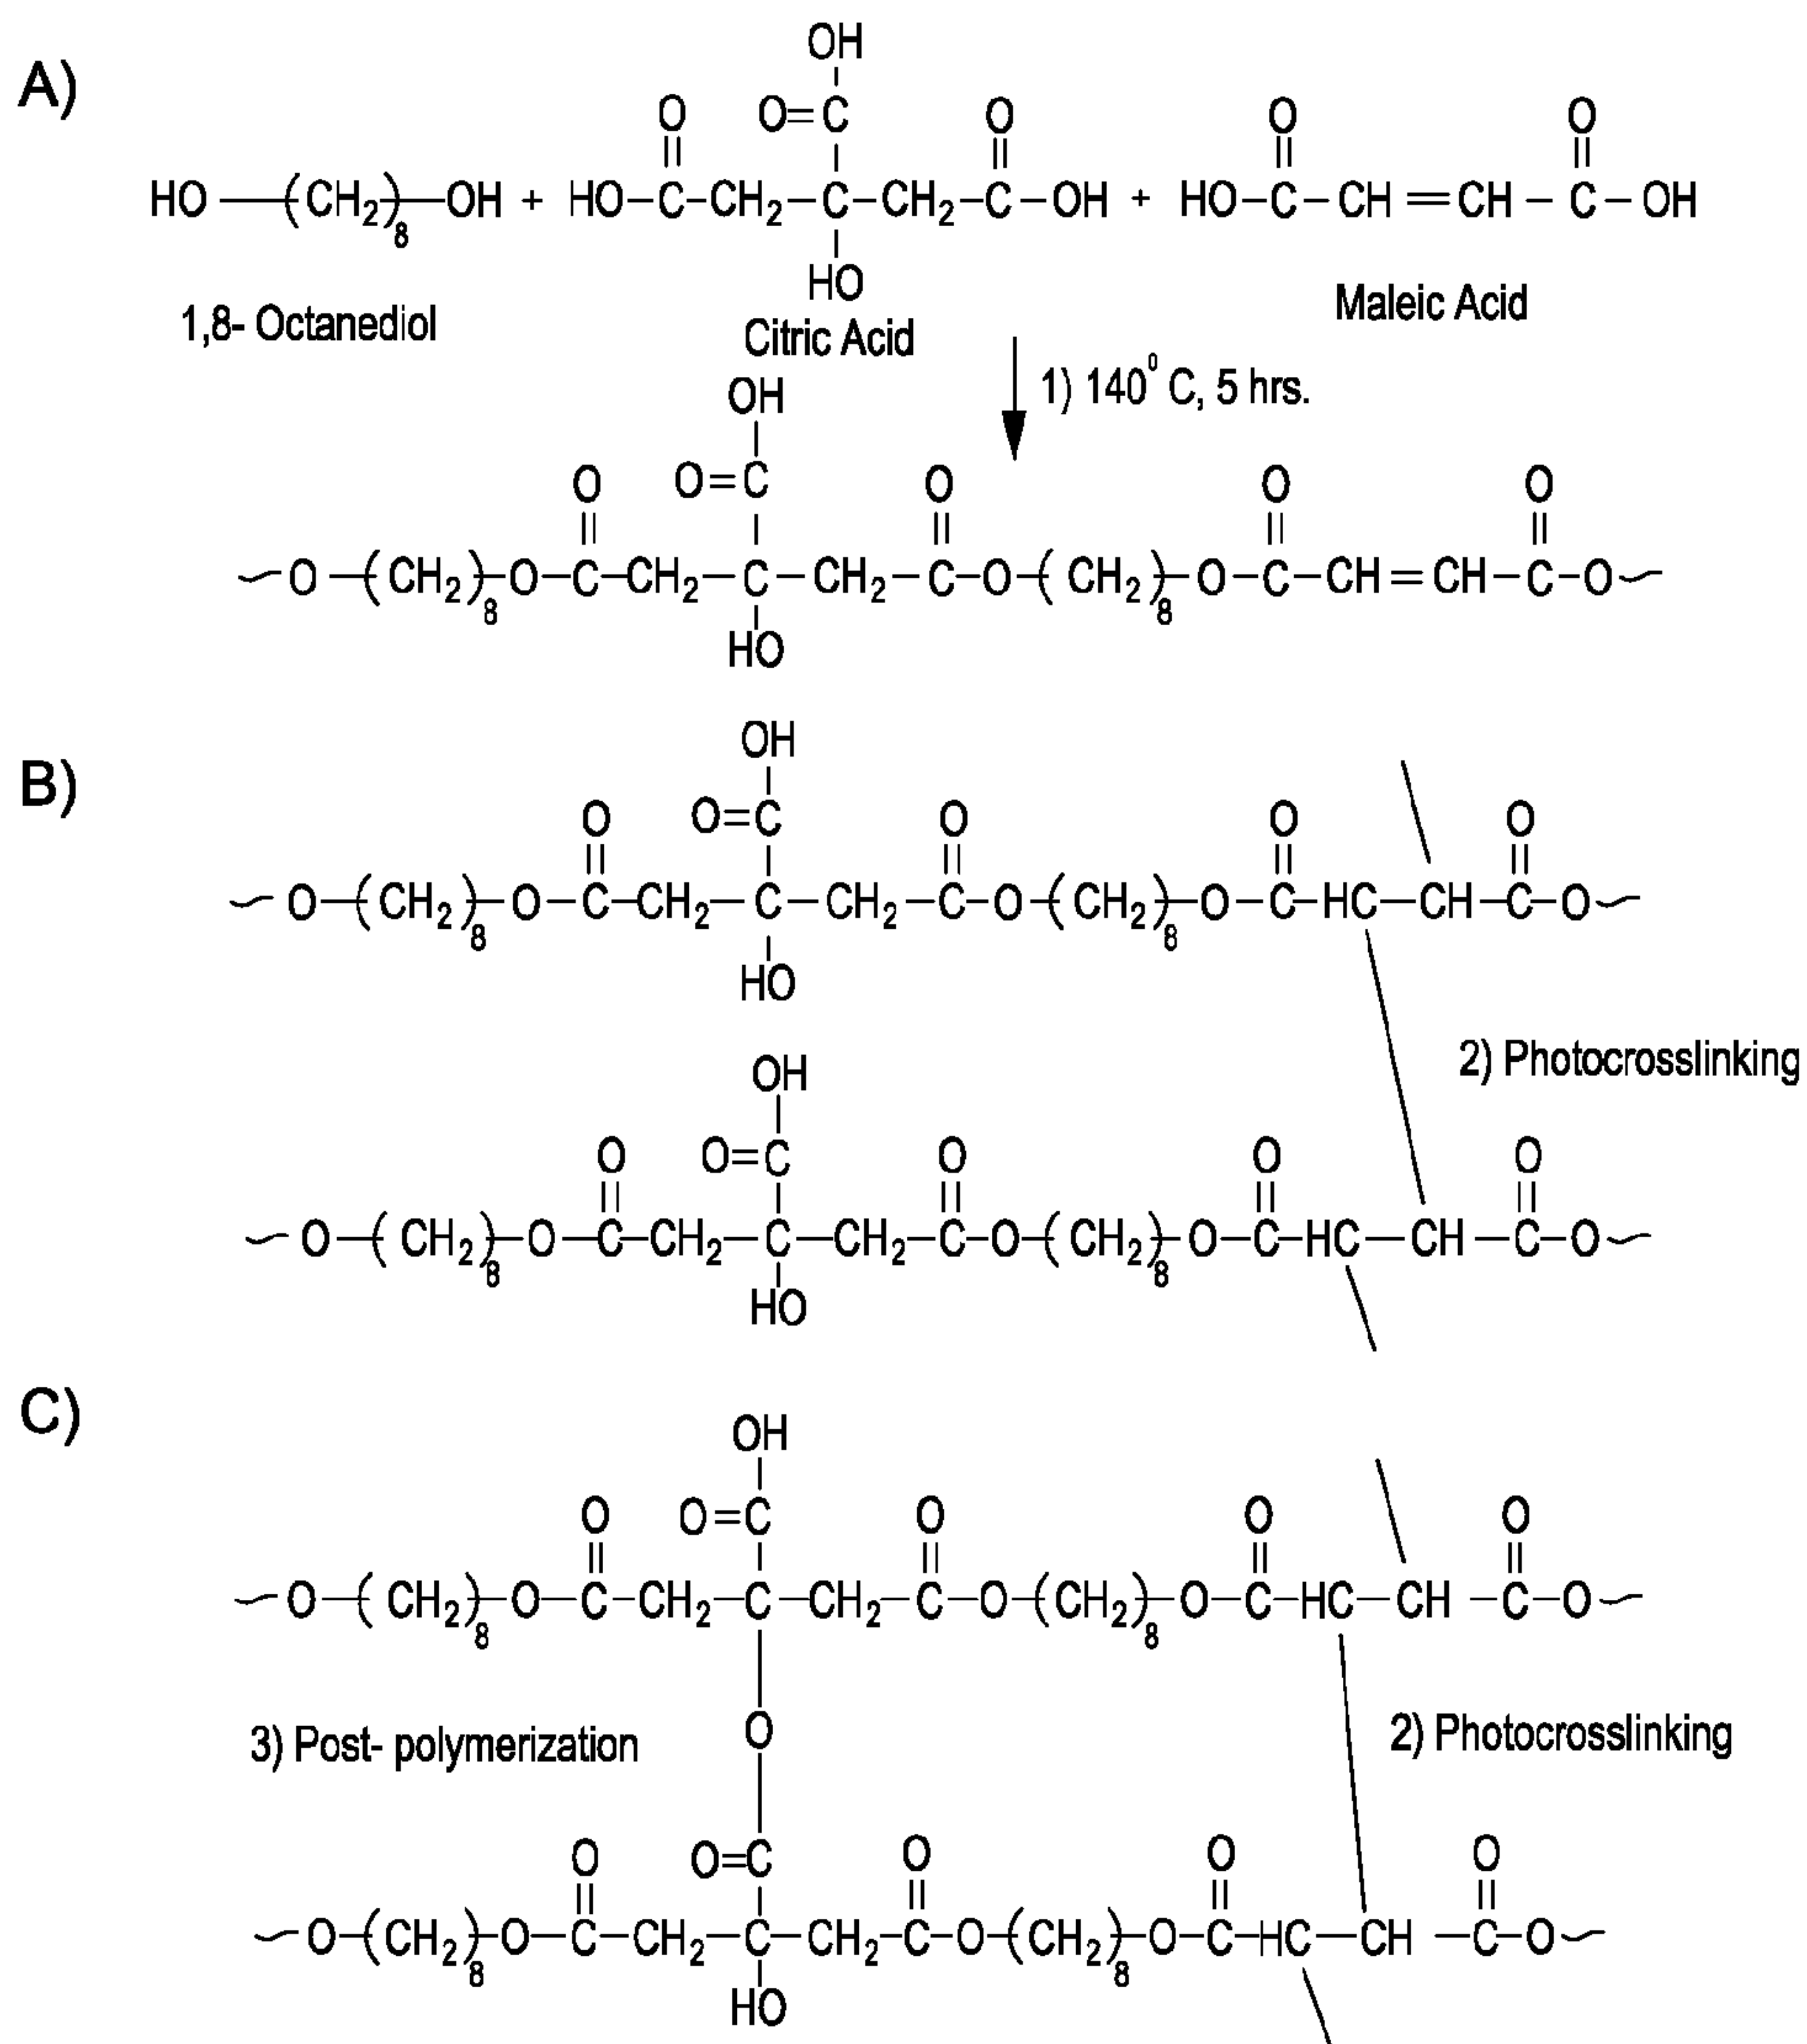 A)
OH
O O=C O O O
HO—(CH2)8—OH + HO-C-CH2-C-CH2-C-OH + HO-C-CH=CH-C-OH
HO
1,8- Octanediol
Citric Acid
Maleic Acid
1) 140° C, 5 hrs.
OH
O O=C O O O
O-(CH2)8-O-C-CH2-C-CH2-C-O-(CH2)8-O-C-CH=CH-C-O
HO
B)
OH
O O=C O O O
O-(CH2)8-O-C-CH2-C-CH2-C-O-(CH2)8-O-C-HC-CH-C-O
HO
2) Photocrosslinking
OH
O O=C O O O
O-(CH2)8-O-C-CH2-C-CH2-C-O-(CH2)8-O-C-HC-CH-C-O
HO
C)
OH
O O=C O O O
O-(CH2)8-O-C-CH2-C-CH2-C-O-(CH2)8-O-C-HC-CH-C-O
O
3) Post- polymerization
2) Photocrosslinking
O O=C O O O
O-(CH2)8-O-C-CH2-C-CH2-C-O-(CH2)8-O-C-HC-CH-C-O
HO